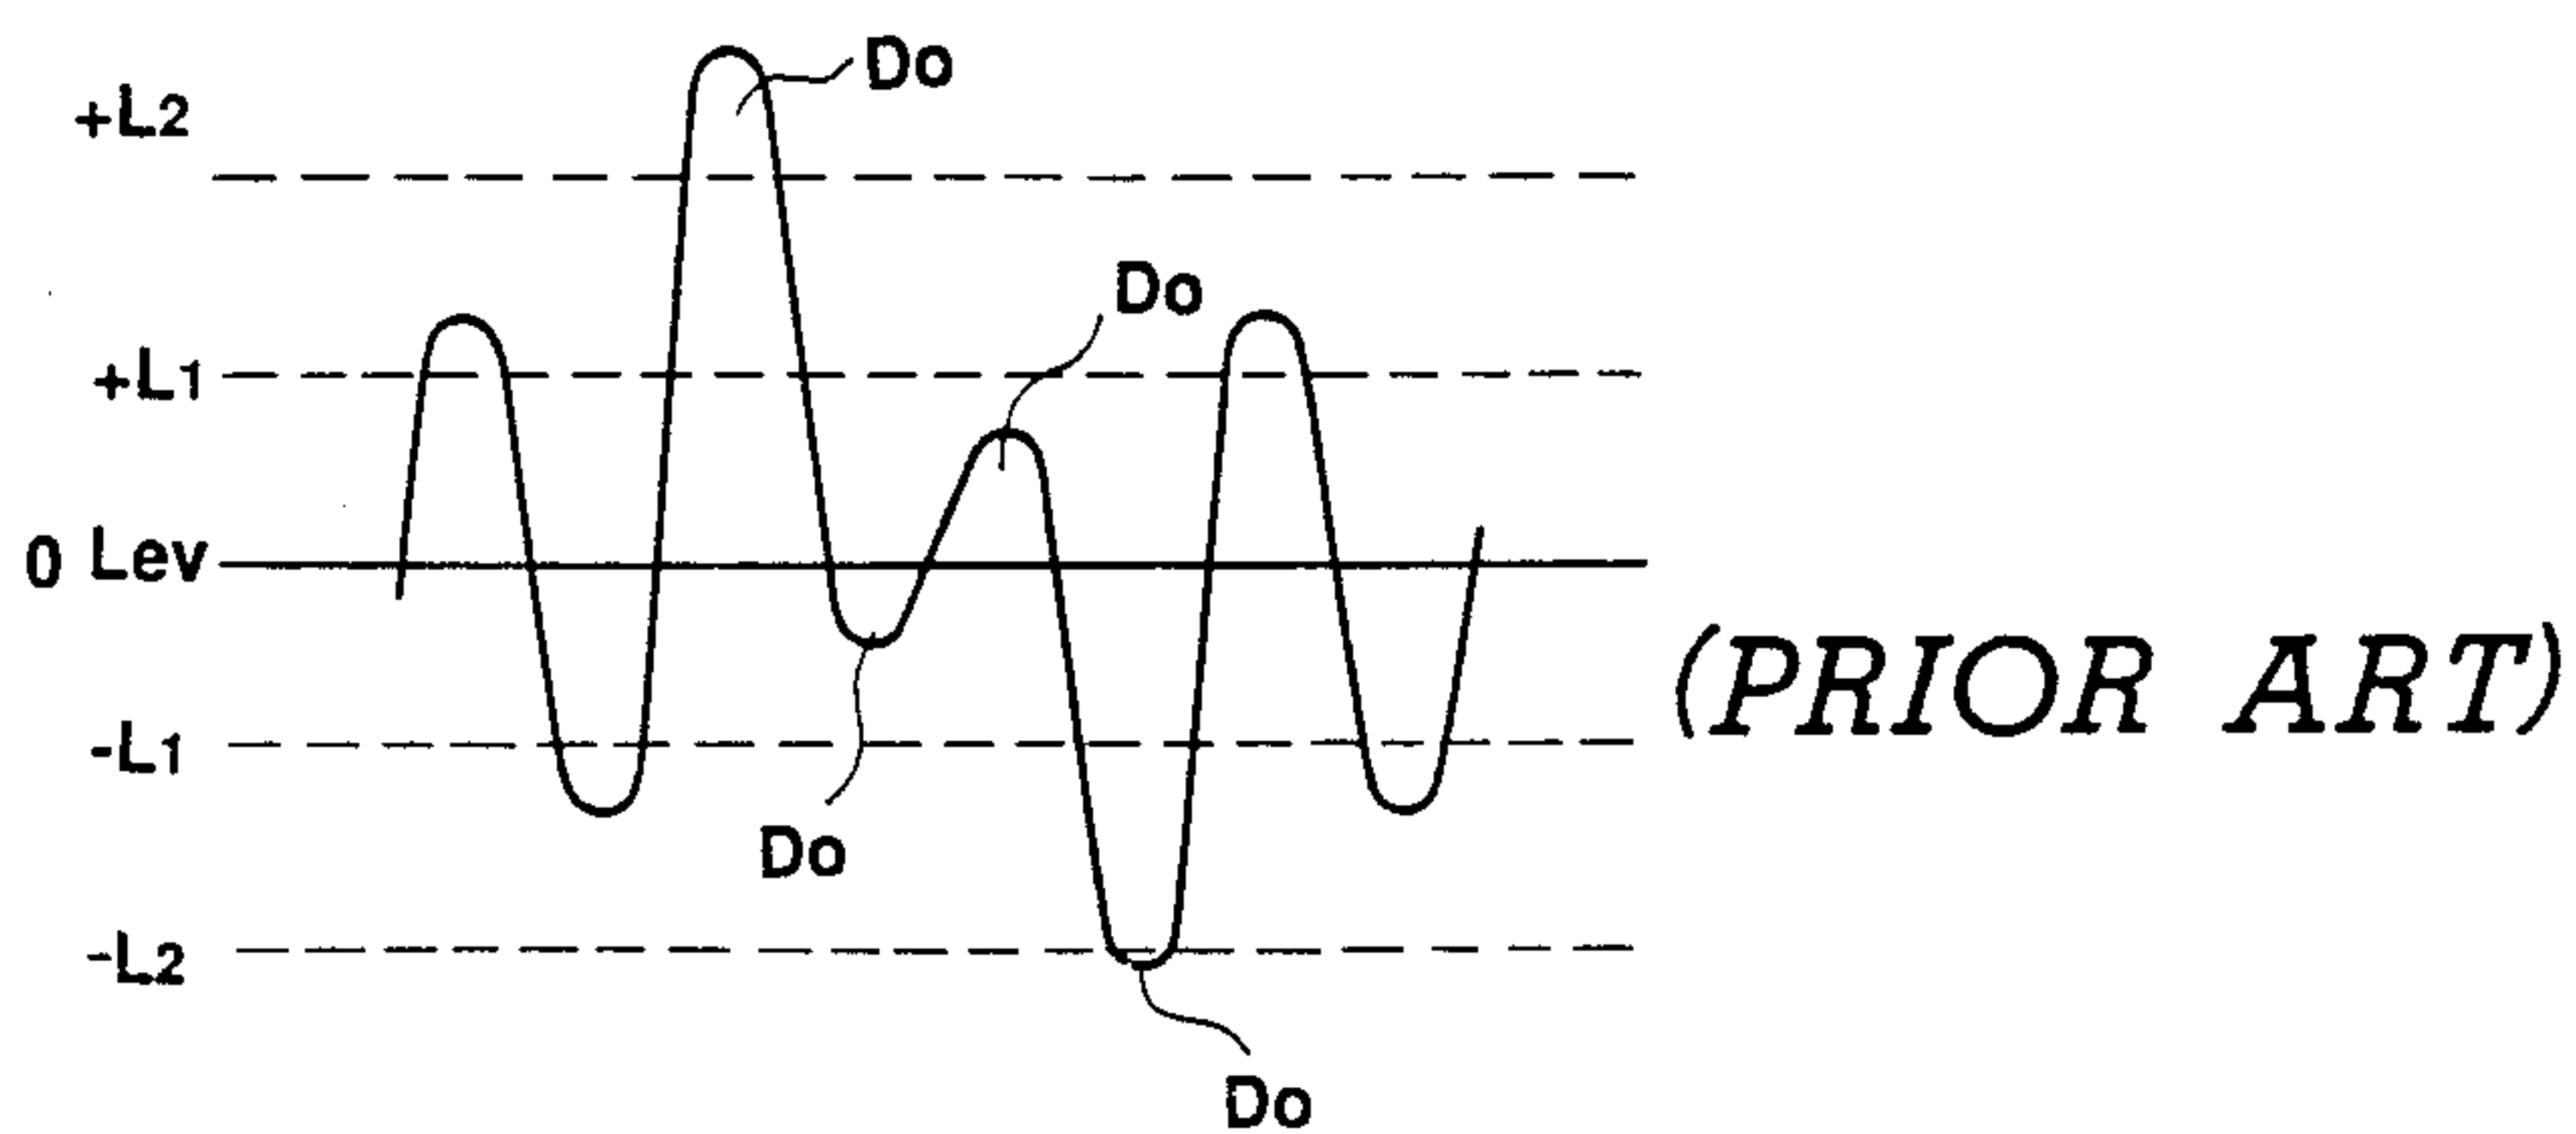 Do
+L2
Do
+L1
0 Lev
(PRIOR ART)
-L1
Do
-L2
Do